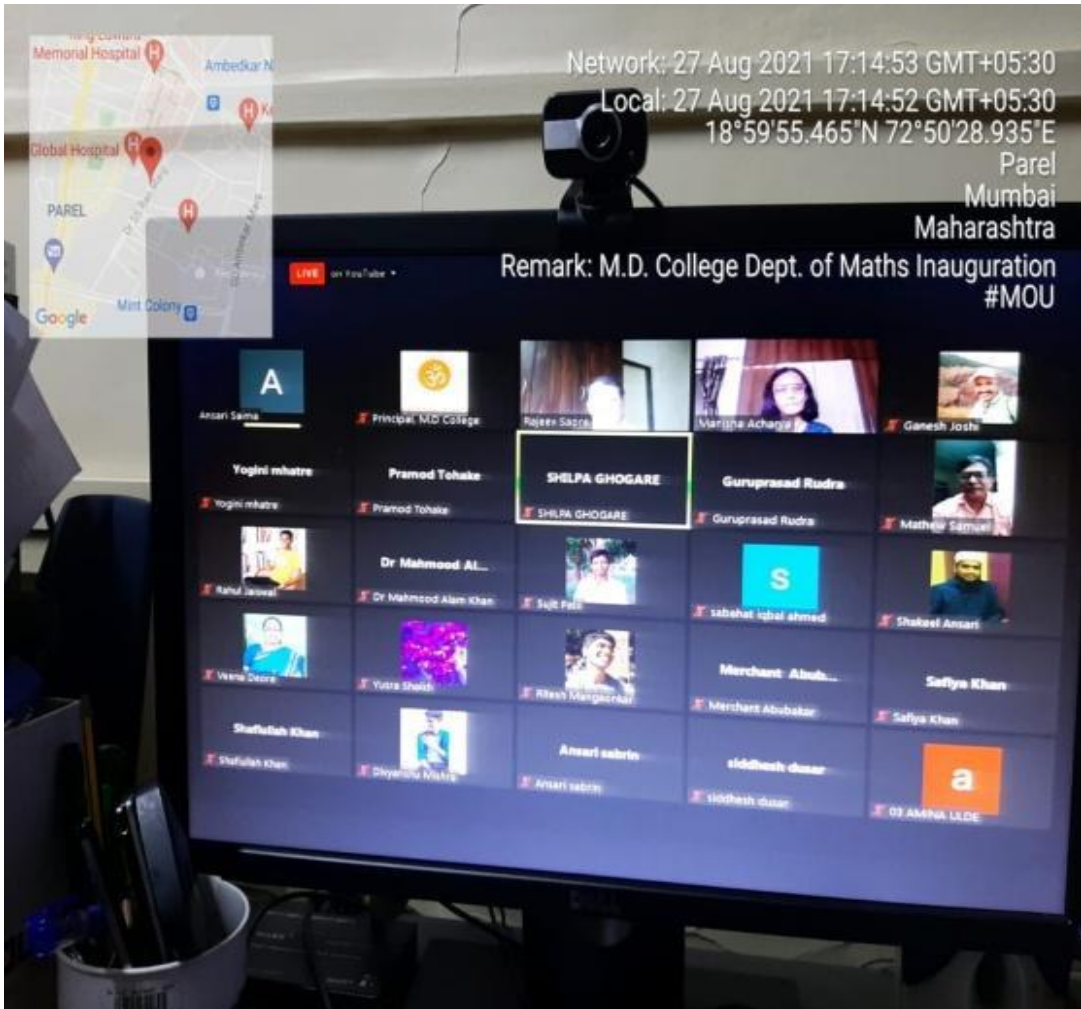 Memorial Hospital
H
Ambedkar
H
Global Hospital
H
PAREL
H
Mint Colony
Google
Network: 27 Aug 2021 17:14:53 GMT+05:30
Local: 27 Aug 2021 17:14:52 GMT+05:30
18°59'55.465"N 72°50'28.935"E
Parel
Mumbai
Maharashtra
Remark: M.D. College Dept. of Maths Inauguration
#MOU
LIVE on YouTube
A
Ansari Saima
Principal, M.D College
Rajeev Sapre
Manisha Acharya
Ganesh Joshi
Yogini mhatre
Yogini mhatre
Pramod Tohake
Pramod Tohake
SHILPA GHOGARE
SHILPA GHOGARE
Guruprasad Rudra
Guruprasad Rudra
Mathew Samuel
Rahul Jaiswal
Dr Mahmood Al...
Dr Mahmood Alam Khan
Sujit Patil
S
sabahat iqbal ahmed
Shakeel Ansari
Veena Deore
Yusra Shaikh
Ritesh Mangaonkar
Merchant Abub...
Merchant Abubakar
Safiya Khan
Safiya Khan
Shafiullah Khan
Shafiullah Khan
Divyanshu Mishra
Ansari sabrin
Ansari sabrin
siddhesh dusar
siddhesh dusar
a
03 AMINA ULDE
DELL